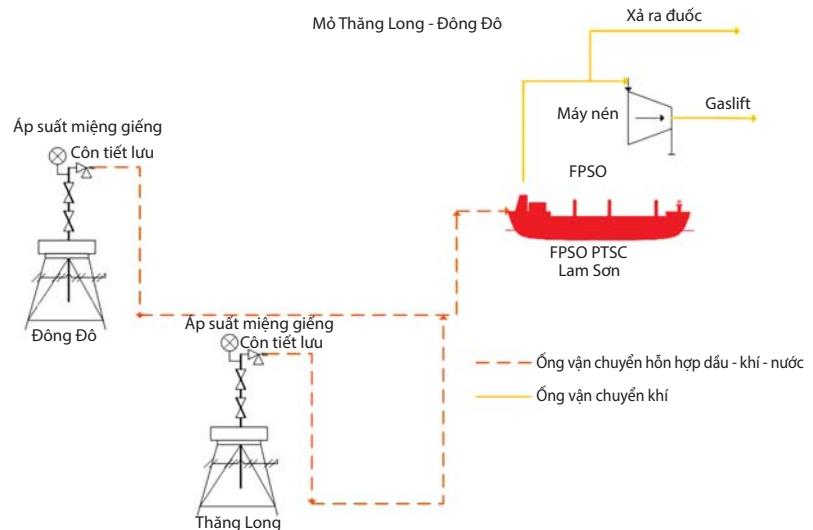 Mỏ Thăng Long - Đông Đô
Xả ra đuốc
Máy nén
Gaslift
FPSO
FPSO PTSC
Lam Sơn
Áp suất miệng giếng
Côn tiết lưu
Đông Đô
Áp suất miệng giếng
Côn tiết lưu
Thăng Long
Ống vận chuyển hỗn hợp dầu - khí - nước
Ống vận chuyển khí